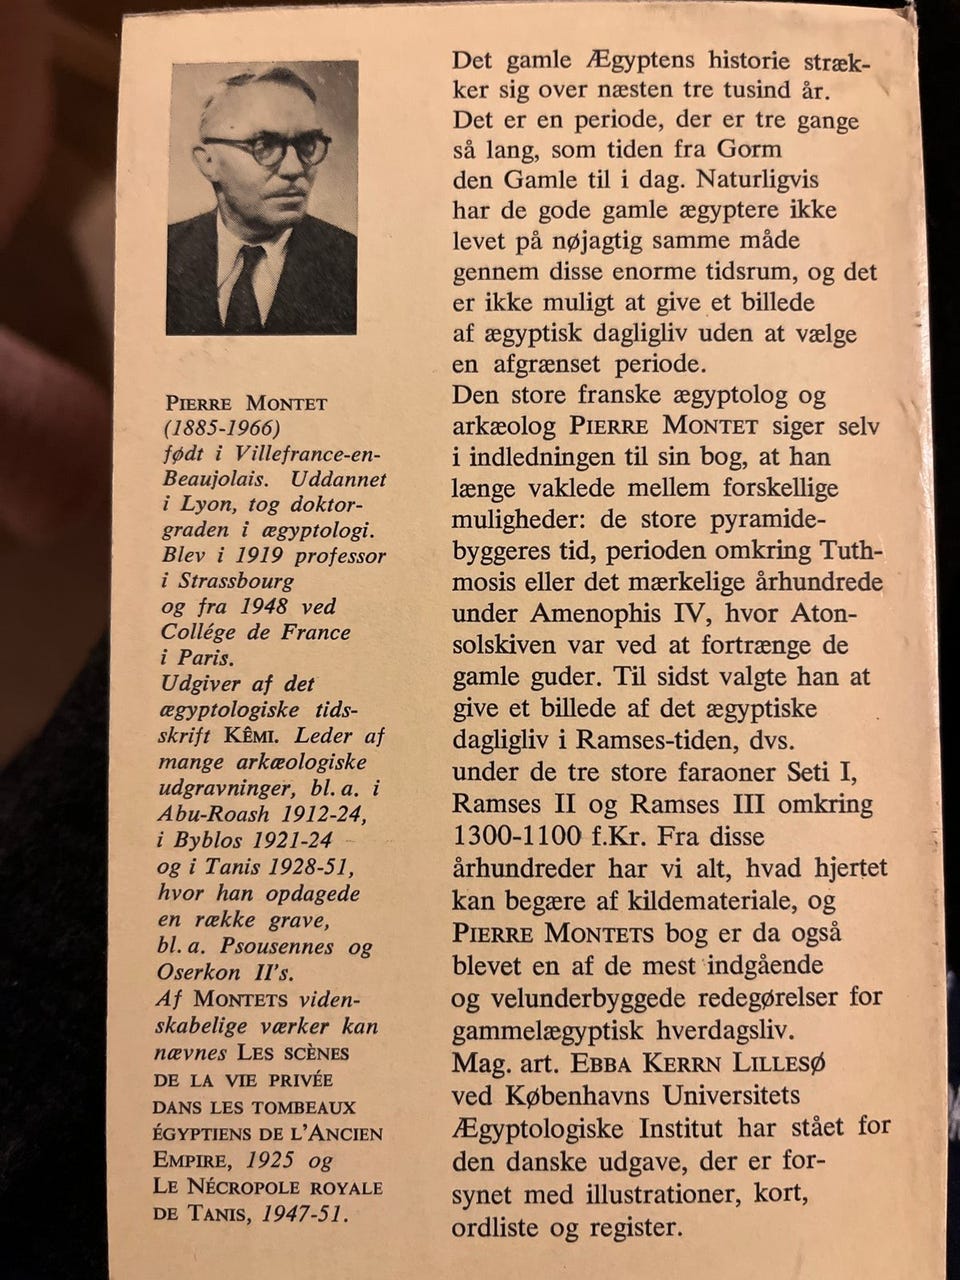 PIERRE MONTET
(1885-1966)
født i Villefranche-en-
Beaujolais. Uddannet
i Lyon, tog doktor-
graden i ægyptologi.
Blev i 1919 professor
i Strassbourg
og fra 1948 ved
Collége de France
i Paris.
Udgiver af det
ægyptologiske tids-
skrift KÊMI. Leder af
mange arkæologiske
udgravninger, bl. a. i
Abu-Roash 1912-24,
i Byblos 1921-24
og i Tanis 1928-51,
hvor han opdagede
en række grave,
bl. a. Psousennes og
Oserkon II's.
Af MONTETS viden-
skabelige værker kan
nævnes LES SCÈNES
DE LA VIE PRIVÉE
DANS LES TOMBEAUX
ÉGYPTIENS DE L'ANCIEN
EMPIRE, 1925 og
LE NÉCROPOLE ROYALE
DE TANIS, 1947-51.
Det gamle Ægyptens historie stræk-
ker sig over næsten tre tusind år.
Det er en periode, der er tre gange
så lang, som tiden fra Gorm
den Gamle til i dag. Naturligvis
har de gode gamle ægyptere ikke
levet på nøjagtig samme måde
gennem disse enorme tidsrum, og det
er ikke muligt at give et billede
af ægyptisk dagligliv uden at vælge
en afgrænset periode.
Den store franske ægyptolog og
arkæolog PIERRE MONTET siger selv
i indledningen til sin bog, at han
længe vaklede mellem forskellige
muligheder: de store pyramide-
byggeres tid, perioden omkring Tuth-
mosis eller det mærkelige århundrede
under Amenophis IV, hvor Aton-
solskiven var ved at fortrænge de
gamle guder. Til sidst valgte han at
give et billede af det ægyptiske
dagligliv i Ramses-tiden, dvs.
under de tre store faraoner Seti I,
Ramses II og Ramses III omkring
1300-1100 f.Kr. Fra disse
århundreder har vi alt, hvad hjertet
kan begære af kildemateriale, og
PIERRE MONTETS bog er da også
blevet en af de mest indgående
og velunderbyggede redegørelser for
gammelægyptisk hverdagsliv.
Mag. art. EBBA KERRN LILLESØ
ved Københavns Universitets
Ægyptologiske Institut har stået for
den danske udgave, der er for-
synet med illustrationer, kort,
ordliste og register.